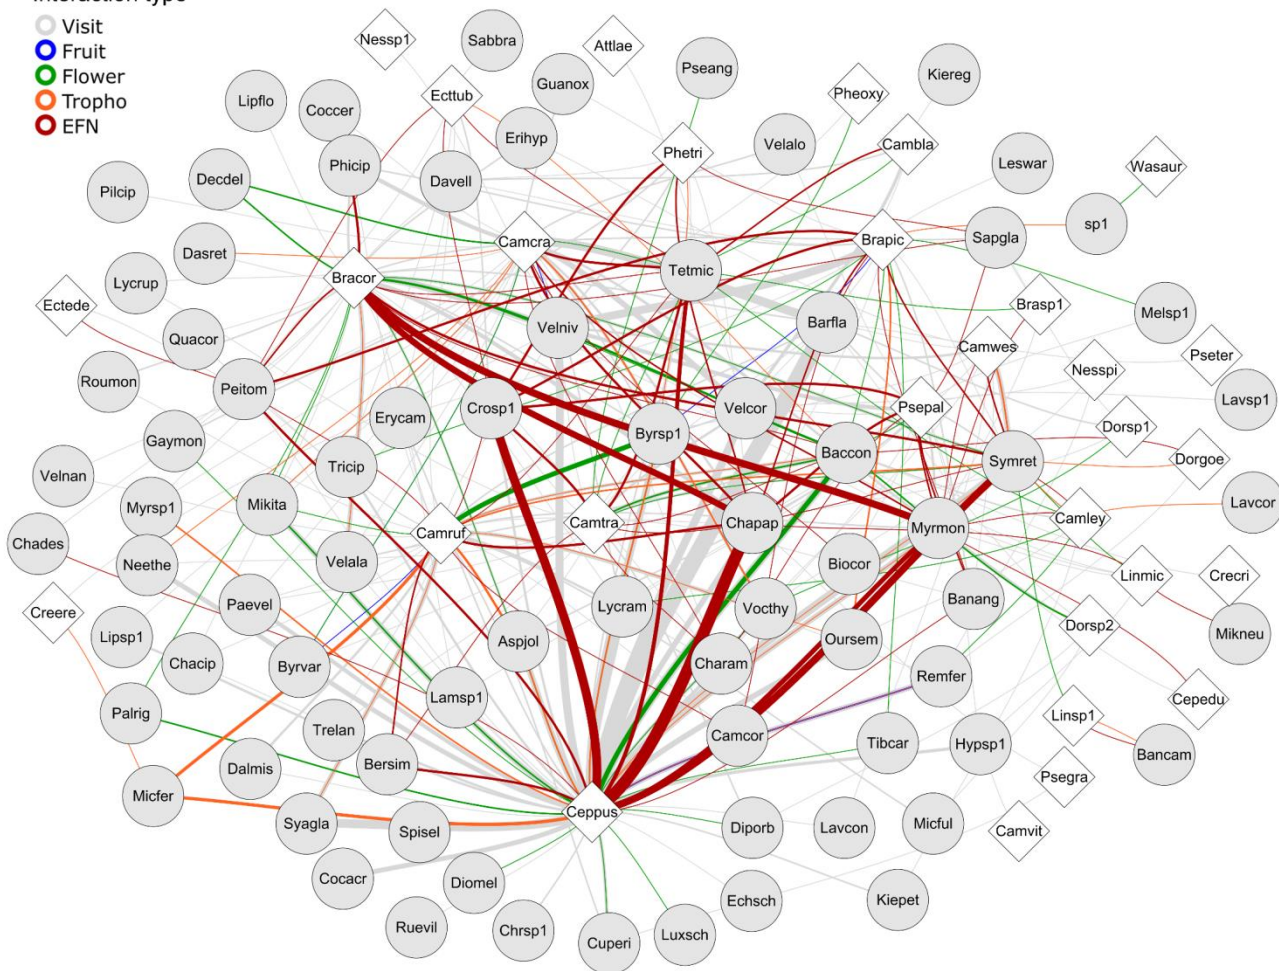 Interaction type
Visit
Fruit
Flower
Tropho
EFN
Nessp1
Sabbra
Attlae
Pseang
Kiereg
Guanox
Ecttub
Pheoxy
Lipflo
Coccer
Erihyp
Phetri
Velalo
Cambla
Leswar
Wasaur
Phicip
Davell
Decdel
Pilcip
sp1
Sapgla
Camcra
Brapic
Dasret
Tetmic
Lycrup
Bracor
Ectede
Brasp1
Melsp1
Velniv
Barfla
Quacor
Camwes
Pseter
Nesspi
Roumon
Peitom
Crosp1
Velcor
Psepal
Lavsp1
Erycam
Gaymon
Byrsp1
Dorsp1
Baccon
Symret
Dorgoe
Tricip
Velnan
Mikita
Lavcor
Myrsp1
Camruf
Camtra
Chapap
Myrmon
Camley
Chades
Neethe
Velala
Biocor
Linmic
Crecri
Creere
Paevel
Lycram
Vocthy
Banang
Lipsp1
Aspjol
Oursem
Dorsp2
Mikneu
Chacip
Byrvar
Charam
Remfer
Lamsp1
Cepedu
Palrig
Trelan
Linsp1
Camcor
Tibcar
Hypsp1
Bancam
Dalmis
Bersim
Psegra
Micfer
Ceppus
Syagla
Spisel
Diporb
Lavcon
Micful
Camvit
Cocacr
Diomel
Echsch
Kiepet
Ruevil
Chrsp1
Cuperi
Luxsch